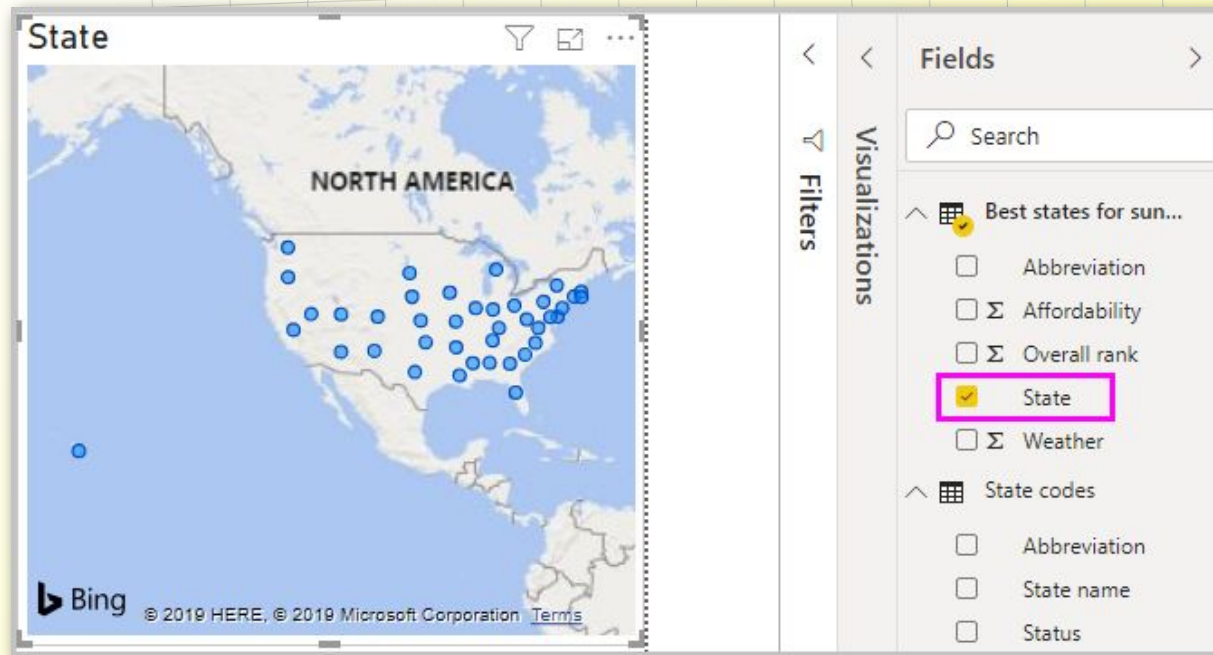 State
NORTH AMERICA
Bing
© 2019 HERE, © 2019 Microsoft Corporation Terms
Filters
Visualizations
Fields
Search
Best states for sun...
Abbreviation
Σ Affordability
Σ Overall rank
State
Σ Weather
State codes
Abbreviation
State name
Status